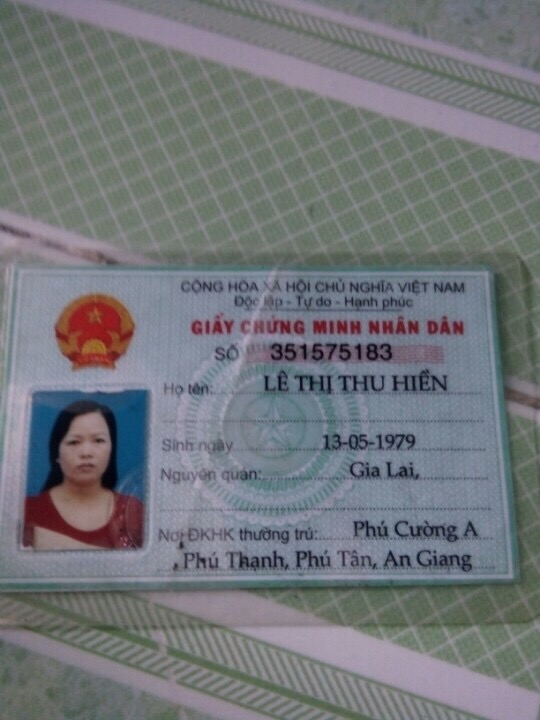 CỘNG HÒA XÃ HỘI CHỦ NGHĨA VIỆT NAM
Độc lập - Tự do - Hạnh phúc
GIẤY CHỨNG MINH NHÂN DÂN
SỐ 351575183
Họ tên: LÊ THỊ THU HIỀN
Sinh ngày 13-05-1979
Nguyên quán: Gia Lai,
Nơi ĐKHK thường trú: Phú Cường A
, Phú Thạnh, Phú Tân, An Giang